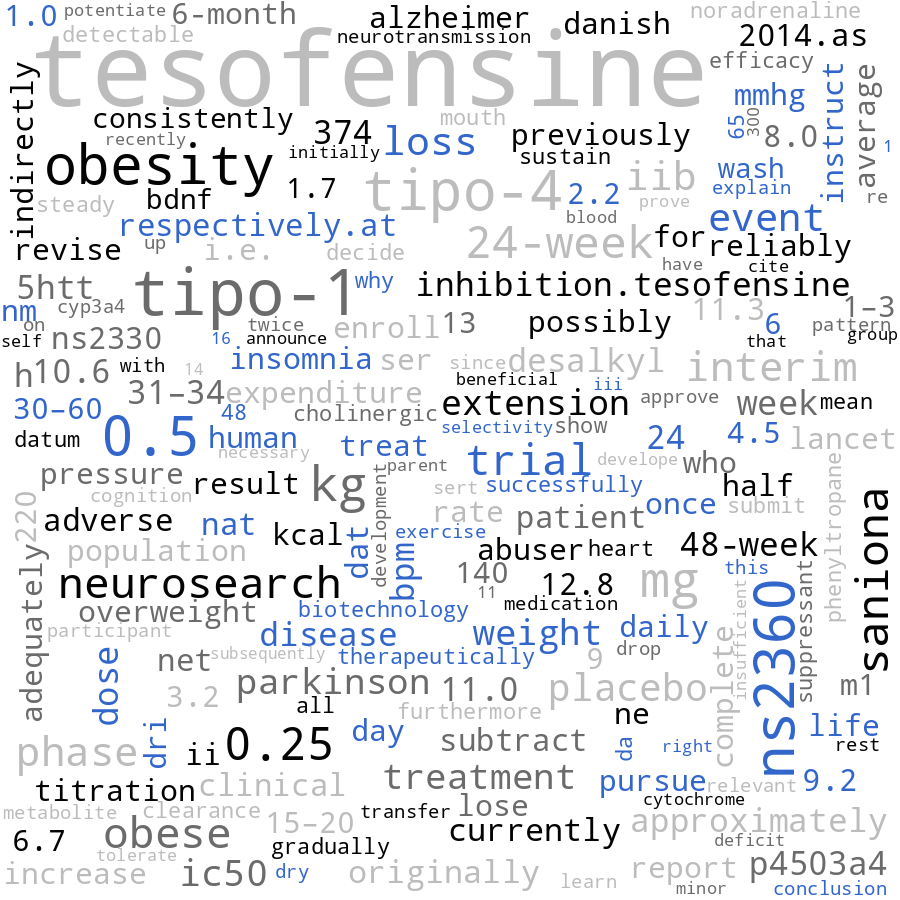 1.0 potentiate 6-month alzheimer danish noradrenaline
detectable neurotransmission 2014.as
tesofensine efficacy
indirectly mmhg instruct average
consistently 374 loss mouth previously 65 300 8.0
recently initially sustain 1
obesity tipo-4 2.2 iib wash
bdnf 1.7 prove explain re
steady respectively.at blood event
revise up i.e. decide 24-week for reliably
have cite
5htt tipo-1 why inhibition.tesofensine
nm cyp3a4 11.3 1–3
on twice enroll 13 possibly 6 pattern
self ns2330 16 announce that group
h 10.6 with 14 insomnia ser since desalkyl interim
31–34 expenditure beneficial iii
30–60 48 cholinergic extension approve week mean
datum 0.5 human necessary treat selectivity show 24 4.5 lancet
pressure parent trial develope who
cognition result kg development sert successfully half
220 rate patient once submit phenyltropane
adverse nat kcal dat exercise
population bpm abuser heart 48-week saniona
neurosearch 140 11 12.8 mg this
adequately overweight biotechnology medication insufficient suppressant
participant disease weight daily complete ns2360
net subsequently therapeutically 9 drop
dose 3.2 parkinson 11.0 placebo m1
all furthermore ne life
phase dri ii 0.25 day subtract da right rest
titration clinical treatment pursue relevant 9.2
metabolite clearance transfer lose cytochrome
6.7 obese 15–20 currently approximately
tolerate gradually deficit
increase ic50 dry originally learn report p4503a4
minor conclusion